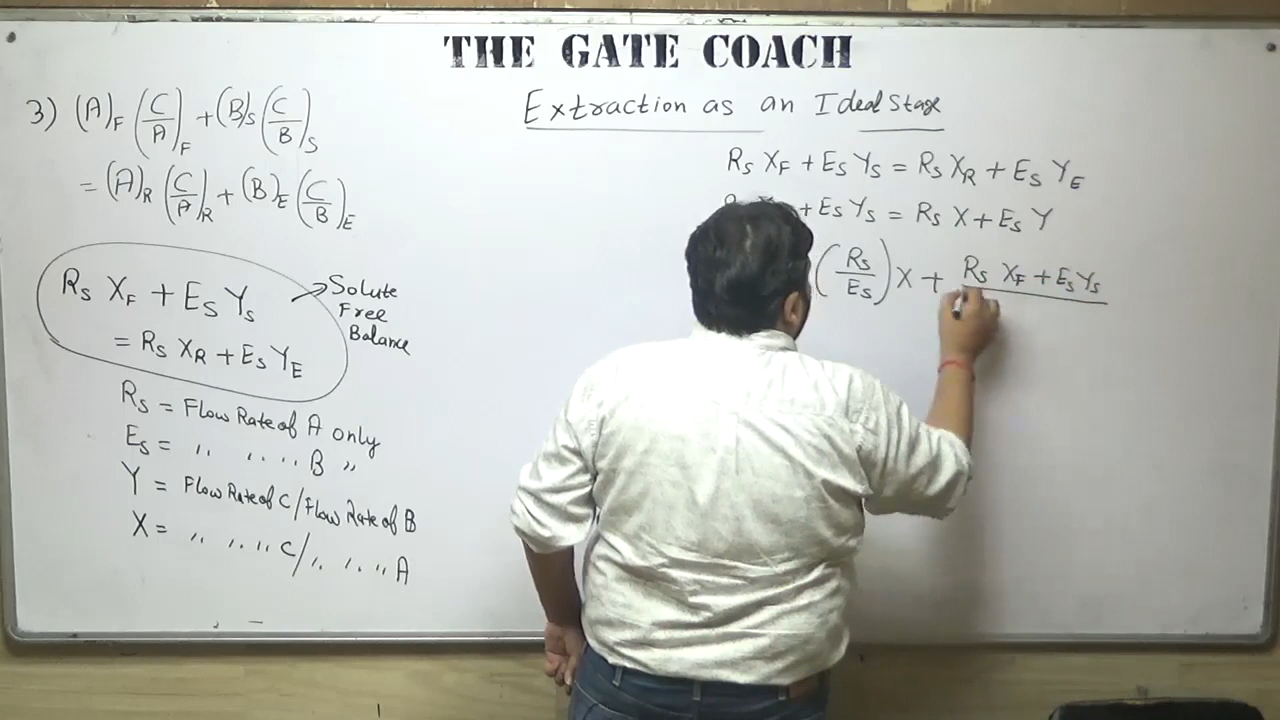 THE GATE COACH
3) (A)F (C/A)F + (B)S (C/B)S
= (A)R (C/A)R + (B)E (C/B)E
RS XF + ES YS
= RS XR + ES YE
Solute
Free
Balance
RS = Flow Rate of A only
ES = " " " " B "
Y = Flow Rate of C / Flow Rate of B
X = " " " C / " " " A
Extraction as an Ideal Stage
RS XF + ES YS = RS XR + ES YE
+ ES YS = RS X + ES Y
(RS/ES) X + RS XF + ES YS